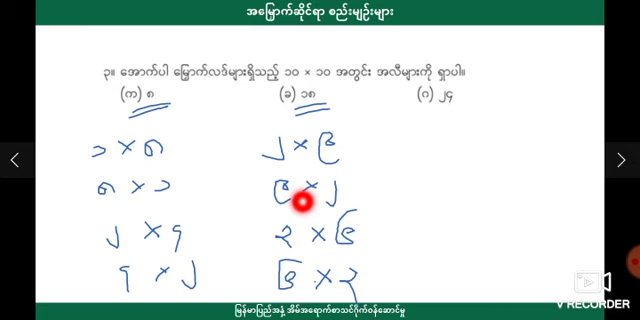 အမြှောက်ဆိုင်ရာ စည်းမျဉ်းများ
၃။ အောက်ပါ မြှောက်လဒ်များရှိသည့် ၁၀ × ၁၀ အတွင်း အလီများကို ရှာပါ။
(က) ၈ (ခ) ၁၈ (ဂ) ၂၄
၁ × ၈ ၂ × ၉
၈ × ၁ ၉ × ၂
၂ × ၄ ၃ × ၆
၄ × ၂ ၆ × ၃
မြန်မာပြည်အနှံ့ အိမ်အရောက်စာသင်ဝိုက်ဝန်ဆောင်မှု
V RECORDER